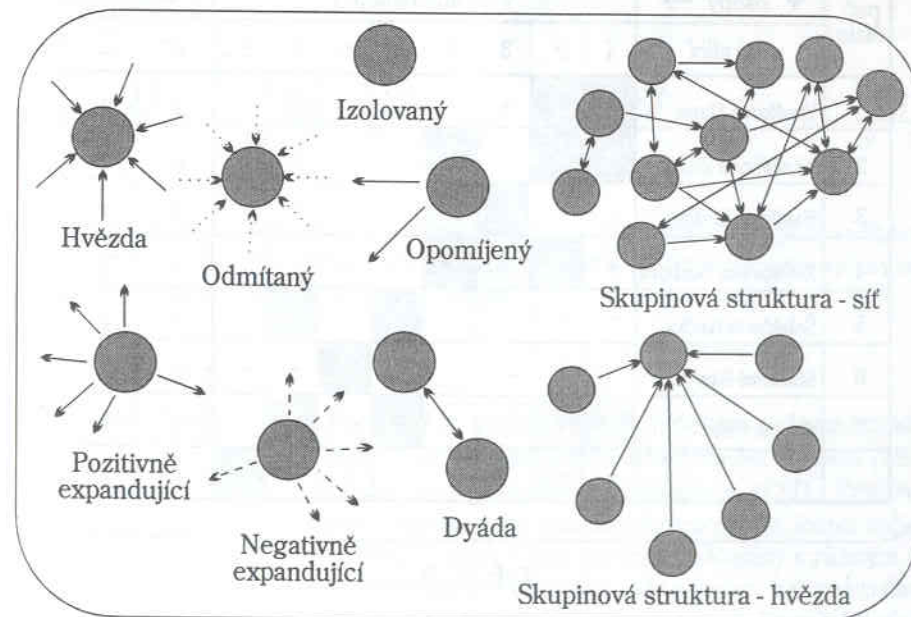 Izolovaný
Hvězda
Odmítaný
Opomíjený
Skupinová struktura - síť
Pozitivně
expandující
Negativně
expandující
Dyáda
Skupinová struktura - hvězda